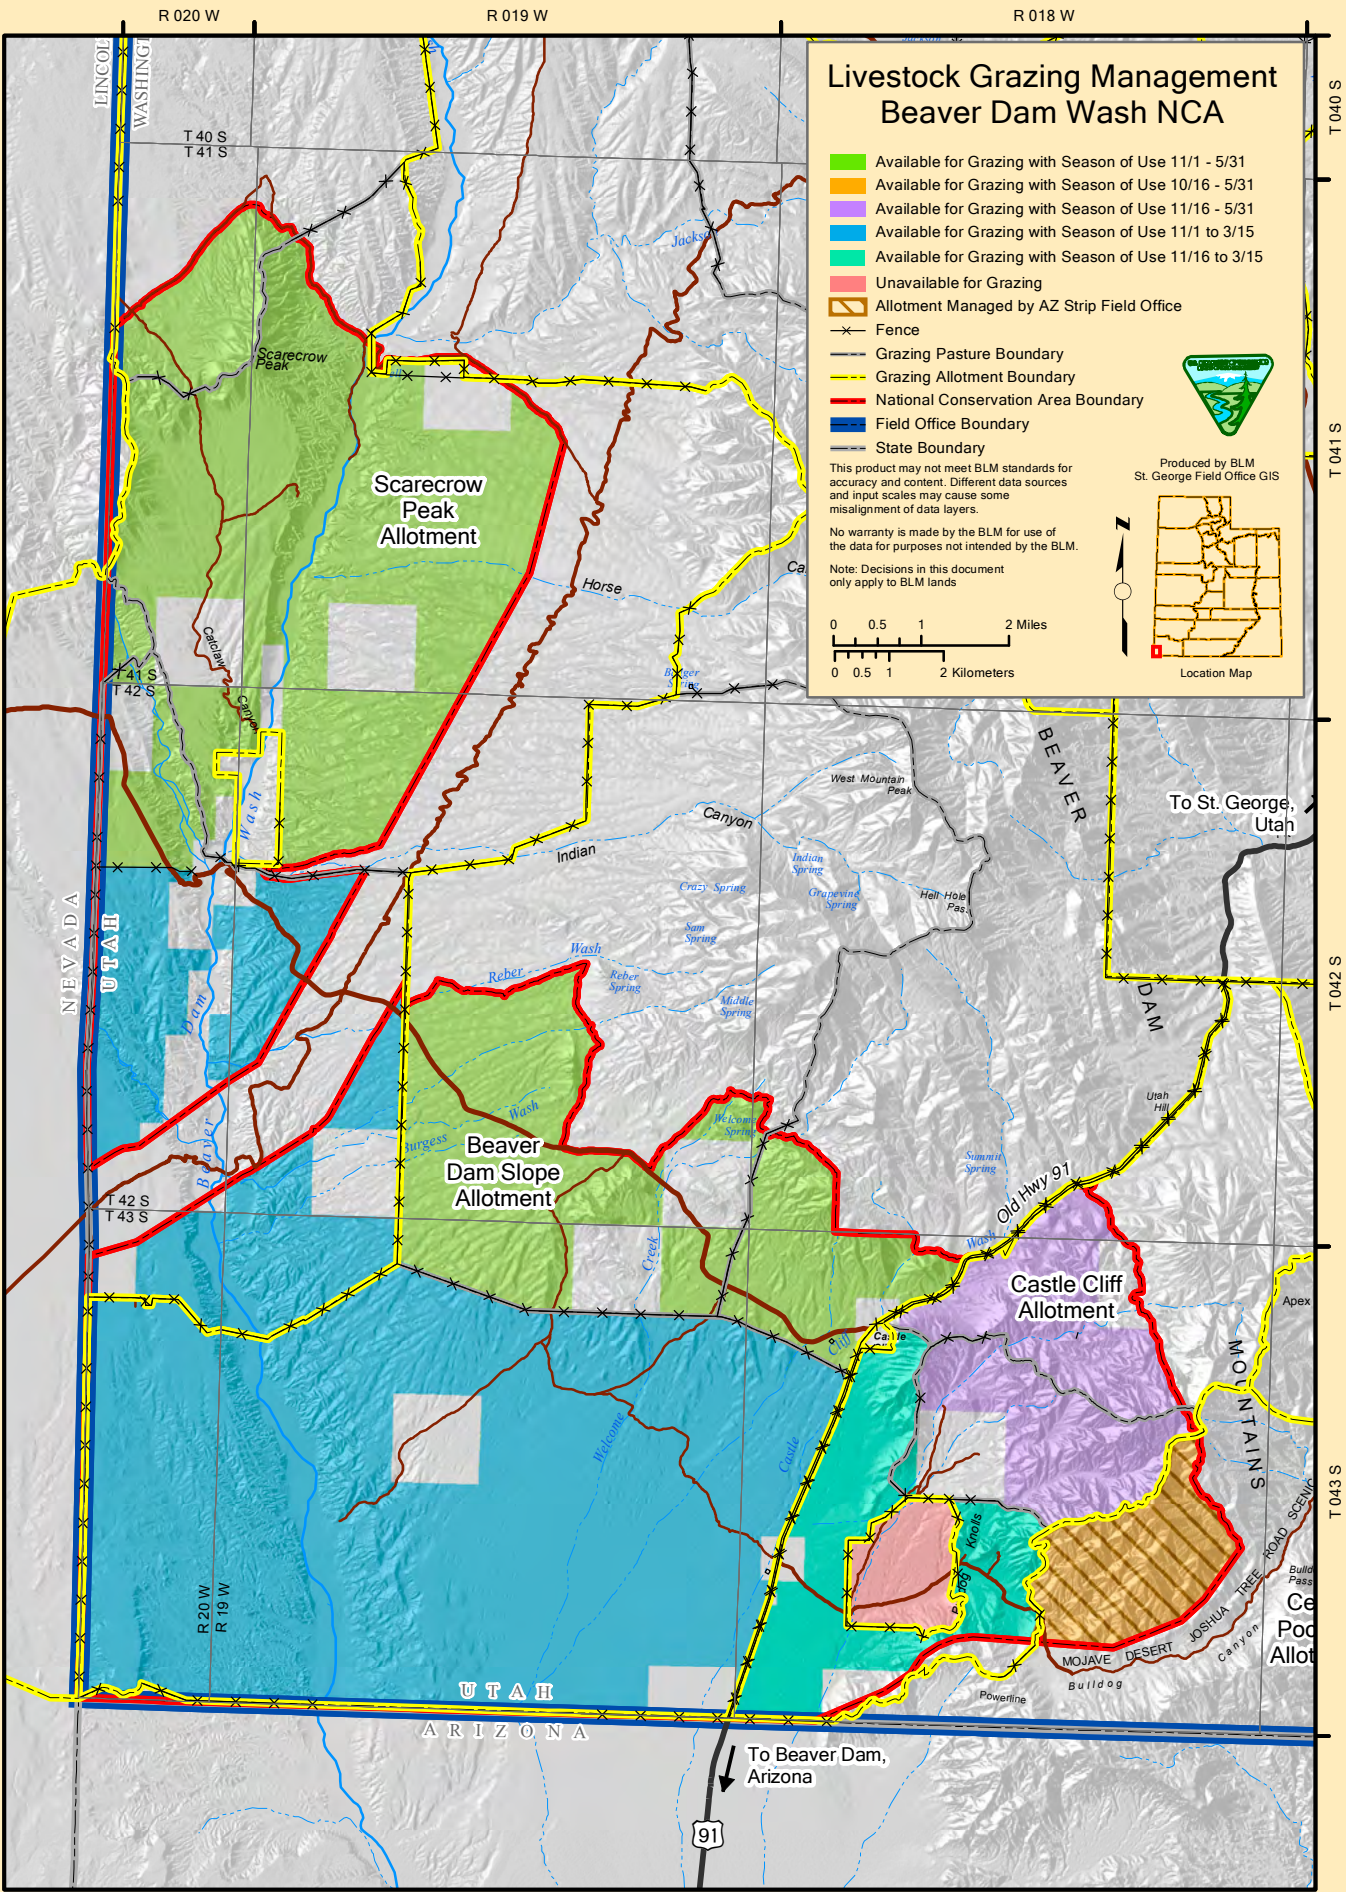 R 020 W
R 019 W
R 018 W
LINCOL
WASHINGT
T 40 S
T 41 S
T 040 S
Livestock Grazing Management
Beaver Dam Wash NCA
Available for Grazing with Season of Use 11/1 - 5/31
Available for Grazing with Season of Use 10/16 - 5/31
Available for Grazing with Season of Use 11/16 - 5/31
Available for Grazing with Season of Use 11/1 to 3/15
Available for Grazing with Season of Use 11/16 to 3/15
Unavailable for Grazing
Allotment Managed by AZ Strip Field Office
Fence
Grazing Pasture Boundary
Grazing Allotment Boundary
National Conservation Area Boundary
Field Office Boundary
State Boundary
This product may not meet BLM standards for
accuracy and content. Different data sources
and input scales may cause some
misalignment of data layers.
No warranty is made by the BLM for use of
the data for purposes not intended by the BLM.
Note: Decisions in this document
only apply to BLM lands
Produced by BLM
St. George Field Office GIS
Z
0 0.5 1 2 Miles
0 0.5 1 2 Kilometers
Location Map
Jackso
Scarecrow
Peak
Scarecrow
Peak
Allotment
T 041 S
Horse
Ca
Catclaw
Canyon
T 41 S
T 42 S
Spring
BEAVER
DAM
MOUNTAINS
West Mountain
Peak
To St. George,
Utah
Wash
Canyon
Indian
Indian
Spring
Crazy Spring
Grapevine
Spring
Hell Hole
Pas.
Sam
Spring
NEVADA
UTAH
Reber
Wash
Reber
Spring
Middle
Spring
T 042 S
Dam
Beaver
Burgess
Wash
Beaver
Dam Slope
Allotment
Welcome
Spring
Utah
Hill
Summit
Spring
Old Hwy 91
Wash
T 42 S
T 43 S
Creek
Castle Cliff
Allotment
Apex
Cliff
Castle
Welcome
Castle
Knolls
T 043 S
R 20 W
R 19 W
MOJAVE DESERT JOSHUA TREE ROAD SCENIC
Bulldog
Canyon
Bulld
Pass
Ce
Poc
Allot
Powerline
UTAH
ARIZONA
To Beaver Dam,
Arizona
91